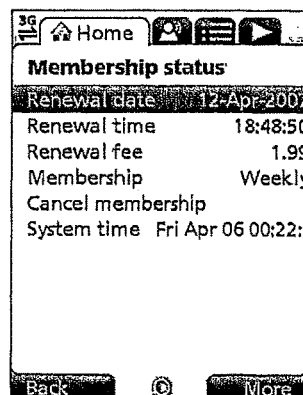 3G
Home
Membership status
Renewal date 12-Apr-200
Renewal time 18:48:50
Renewal fee 1.99
Membership Weekly
Cancel membership
System time Fri Apr 06 00:22:
Back More